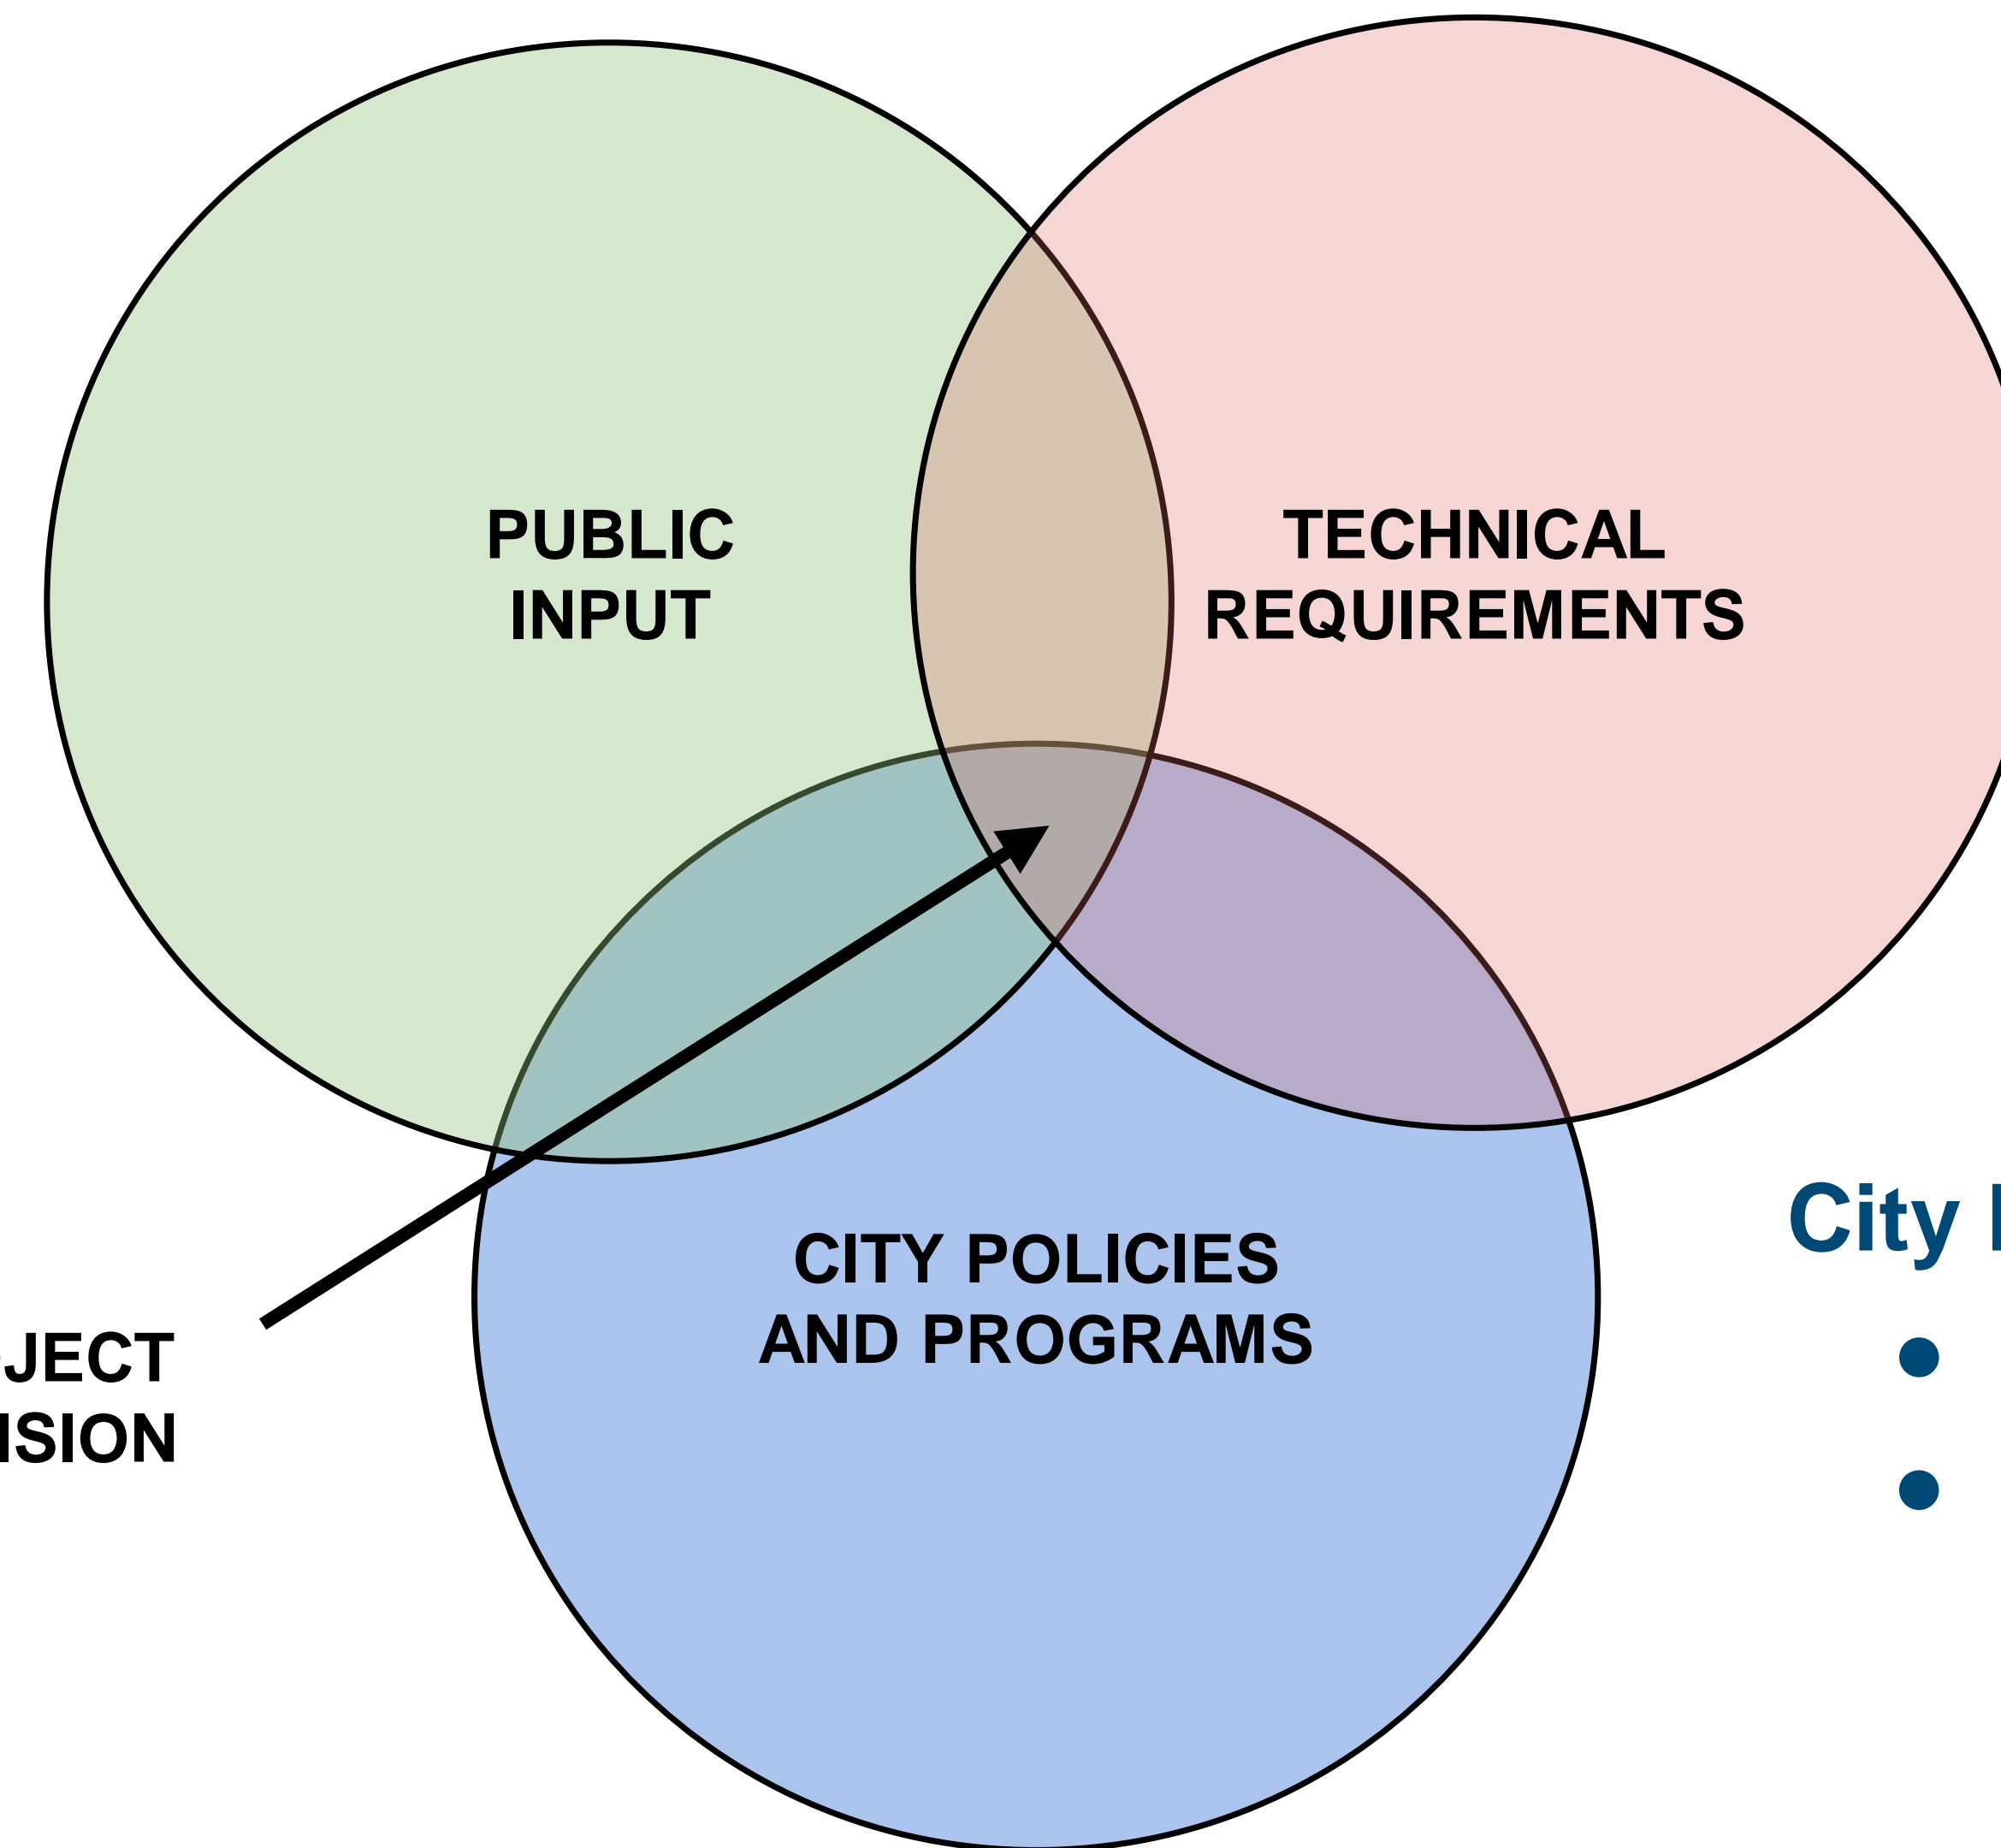 PUBLIC
INPUT
TECHNICAL
REQUIREMENTS
CITY POLICIES
AND PROGRAMS
City